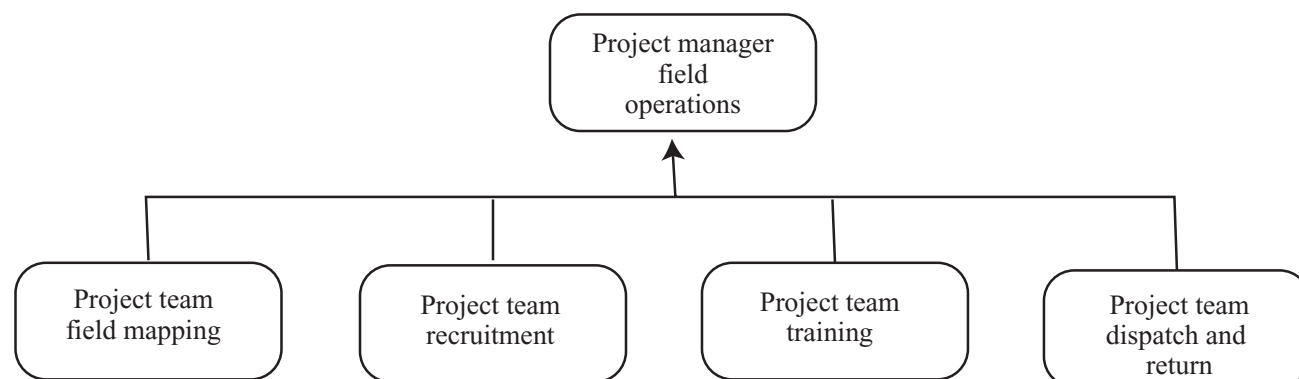 Project manager
field
operations
Project team
field mapping
Project team
recruitment
Project team
training
Project team
dispatch and
return